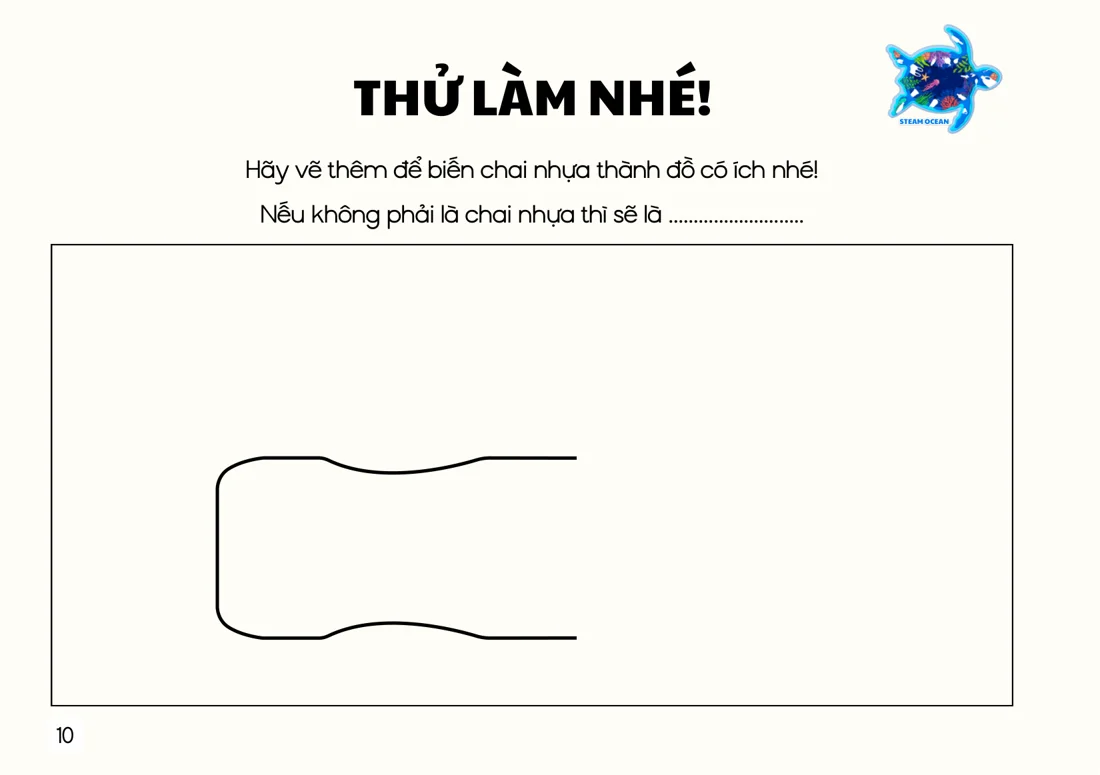 THỬ LÀM NHÉ!
STEAM OCEAN
Hãy vẽ thêm để biến chai nhựa thành đồ có ích nhé!
Nếu không phải là chai nhựa thì sẽ là ...........................
10